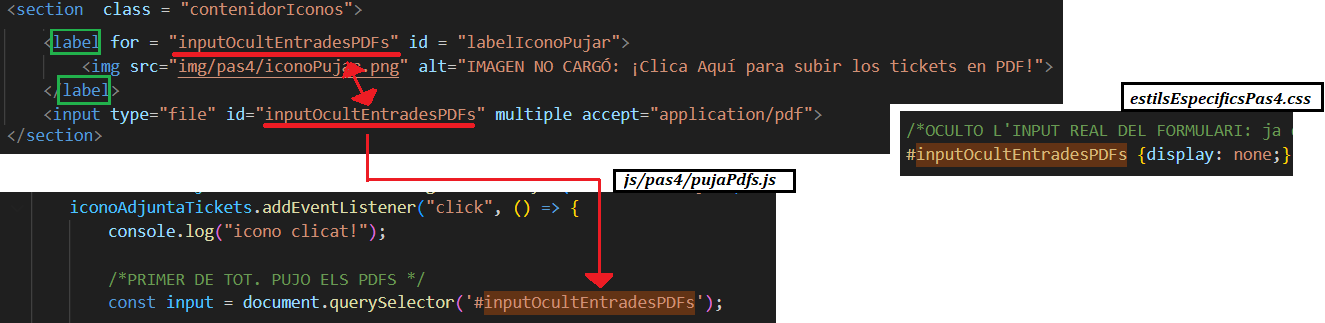 <section  class = "contenidorIconos">
<label for = "inputOcultEntradesPDFs" id = "labelIconoPujar">
<img src="img/pas4/iconoPujar.png" alt="IMAGEN NO CARGÓ: ¡Clica Aquí para subir los tickets en PDF!">
</label>
<input type="file" id="inputOcultEntradesPDFs" multiple accept="application/pdf">
</section>
estilsEspecificsPas4.css
/*OCULTO L'INPUT REAL DEL FORMULARI: ja
#inputOcultEntradesPDFs {display: none;}
js/pas4/pujaPdfs.js
iconoAdjuntaTickets.addEventListener("click", () => {
console.log("icono clicat!");
/*PRIMER DE TOT. PUJO ELS PDFS */
const input = document.querySelector('#inputOcultEntradesPDFs');